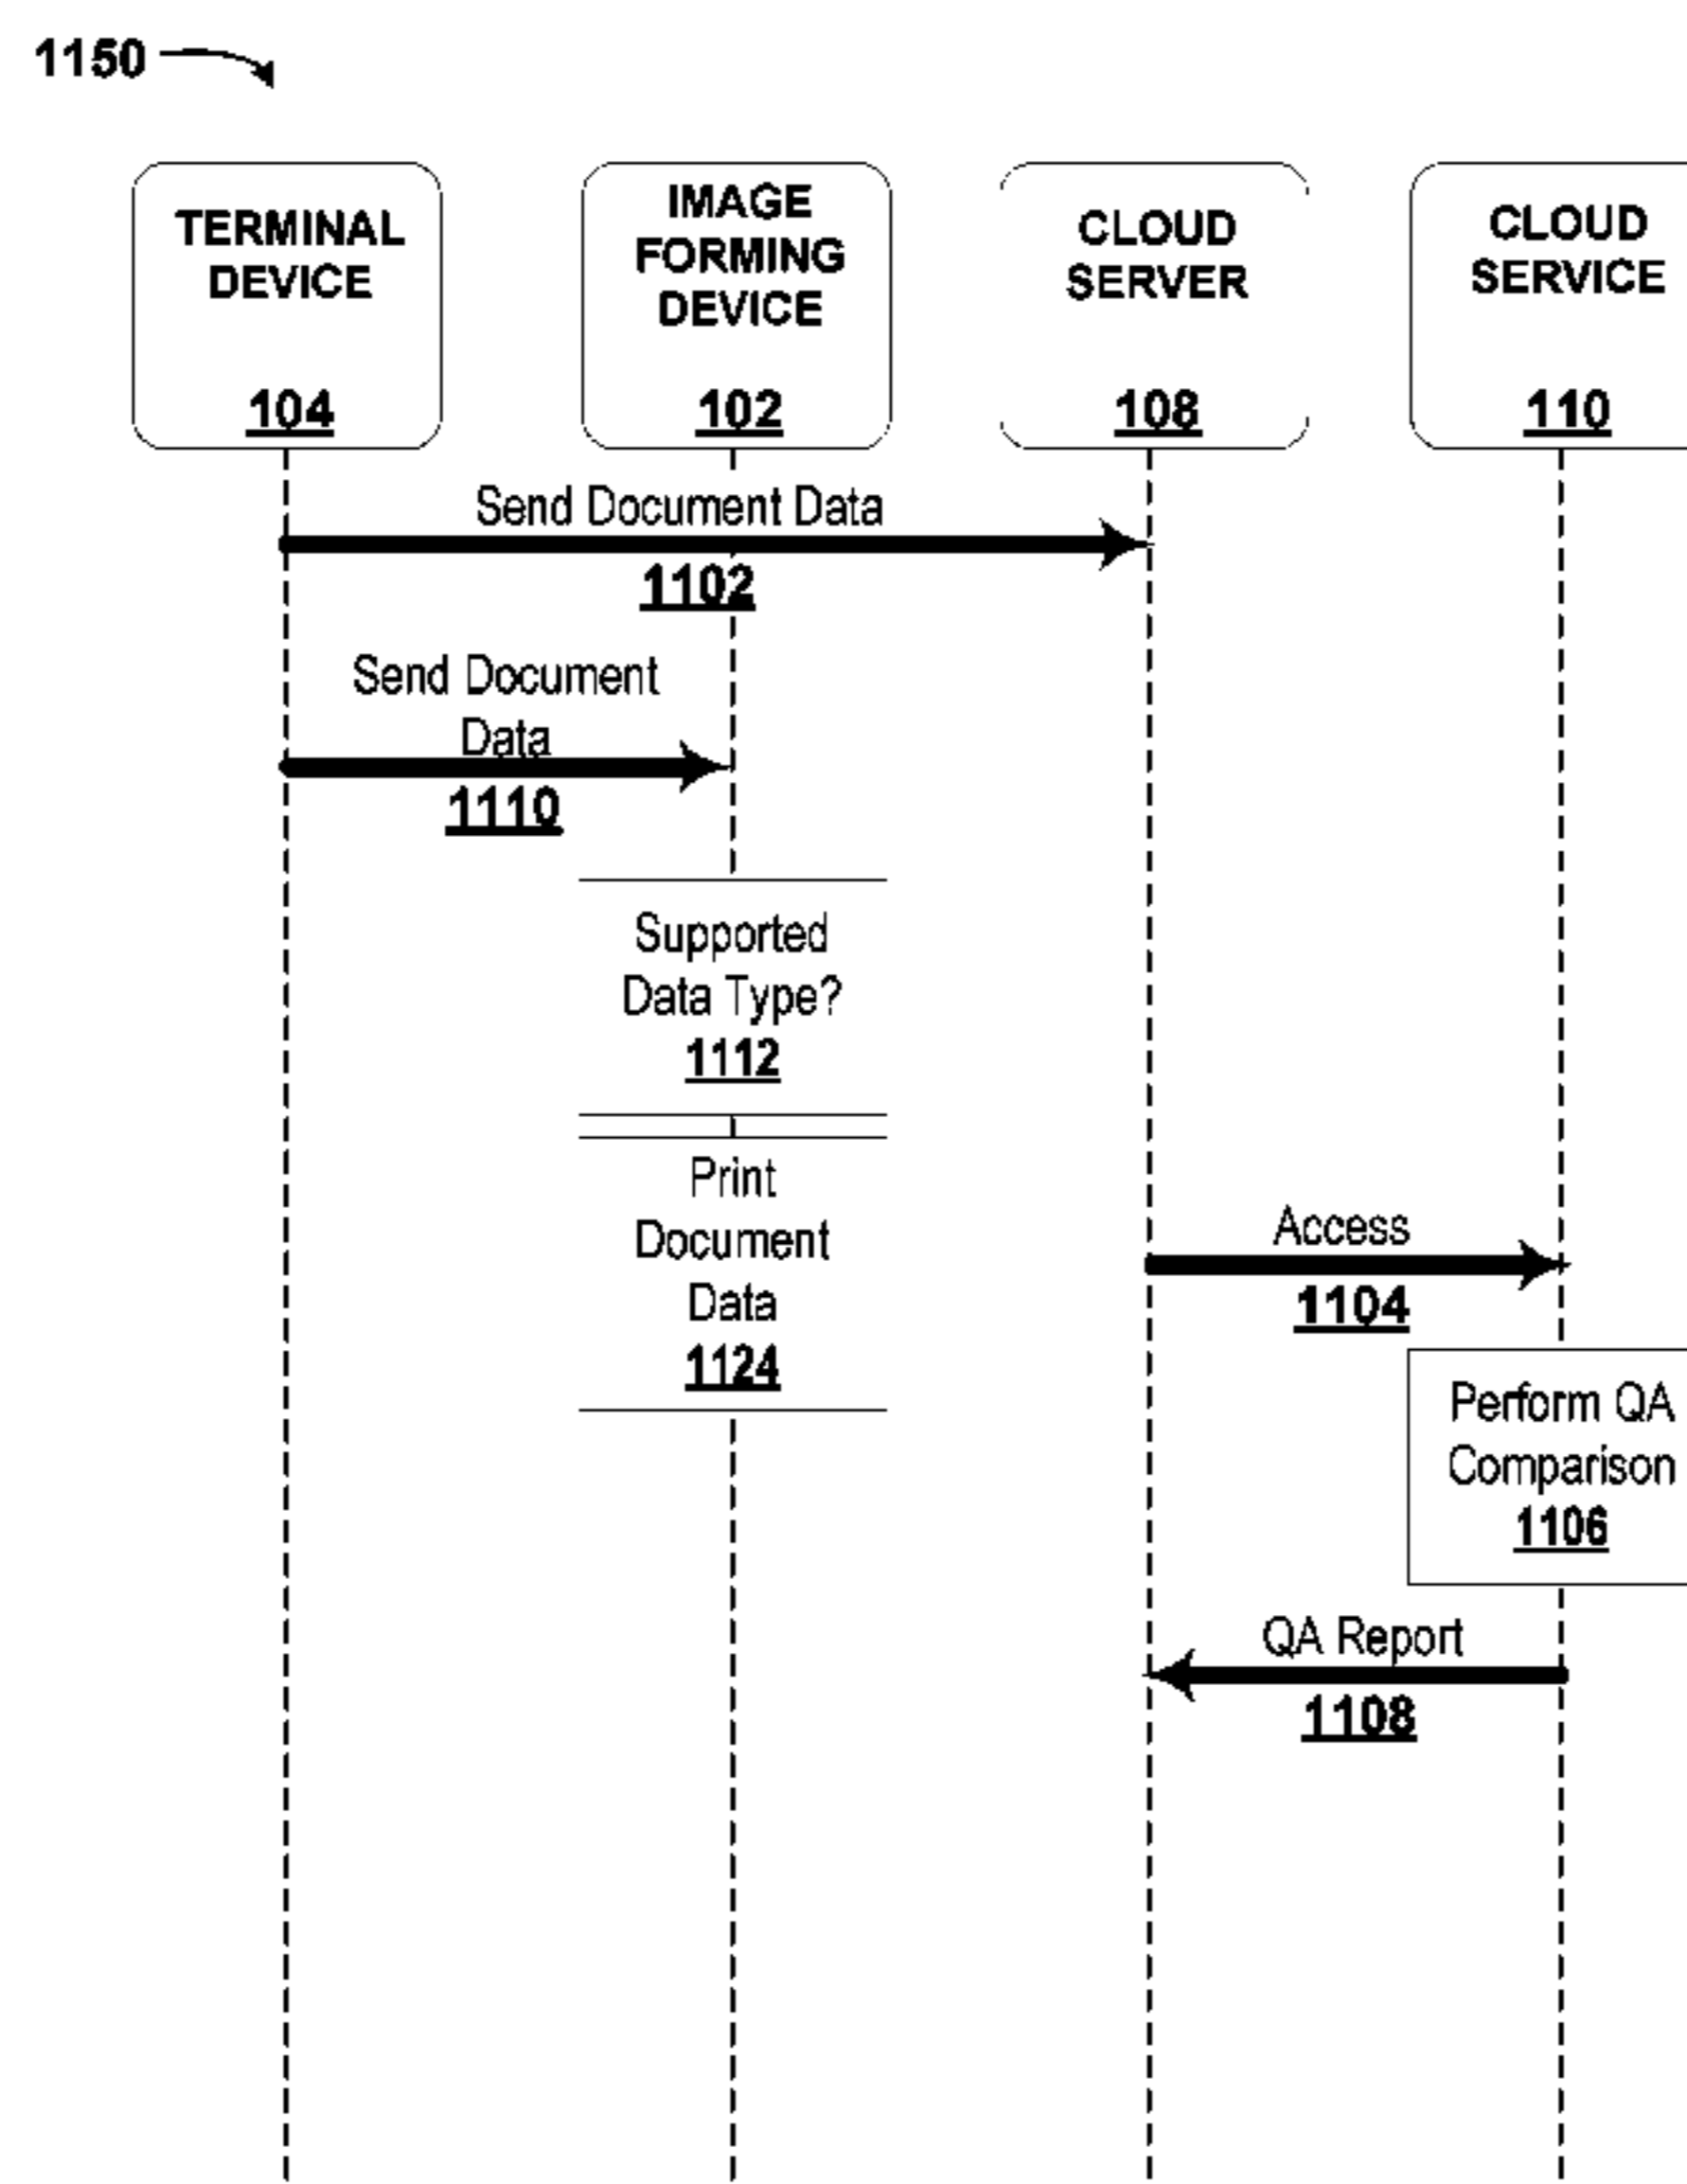 1150
TERMINAL
DEVICE
104
IMAGE
FORMING
DEVICE
102
CLOUD
SERVER
108
CLOUD
SERVICE
110
Send Document Data
1102
Send Document
Data
1110
Supported
Data Type?
1112
Print
Document
Data
1124
Access
1104
Perform QA
Comparison
1106
QA Report
1108